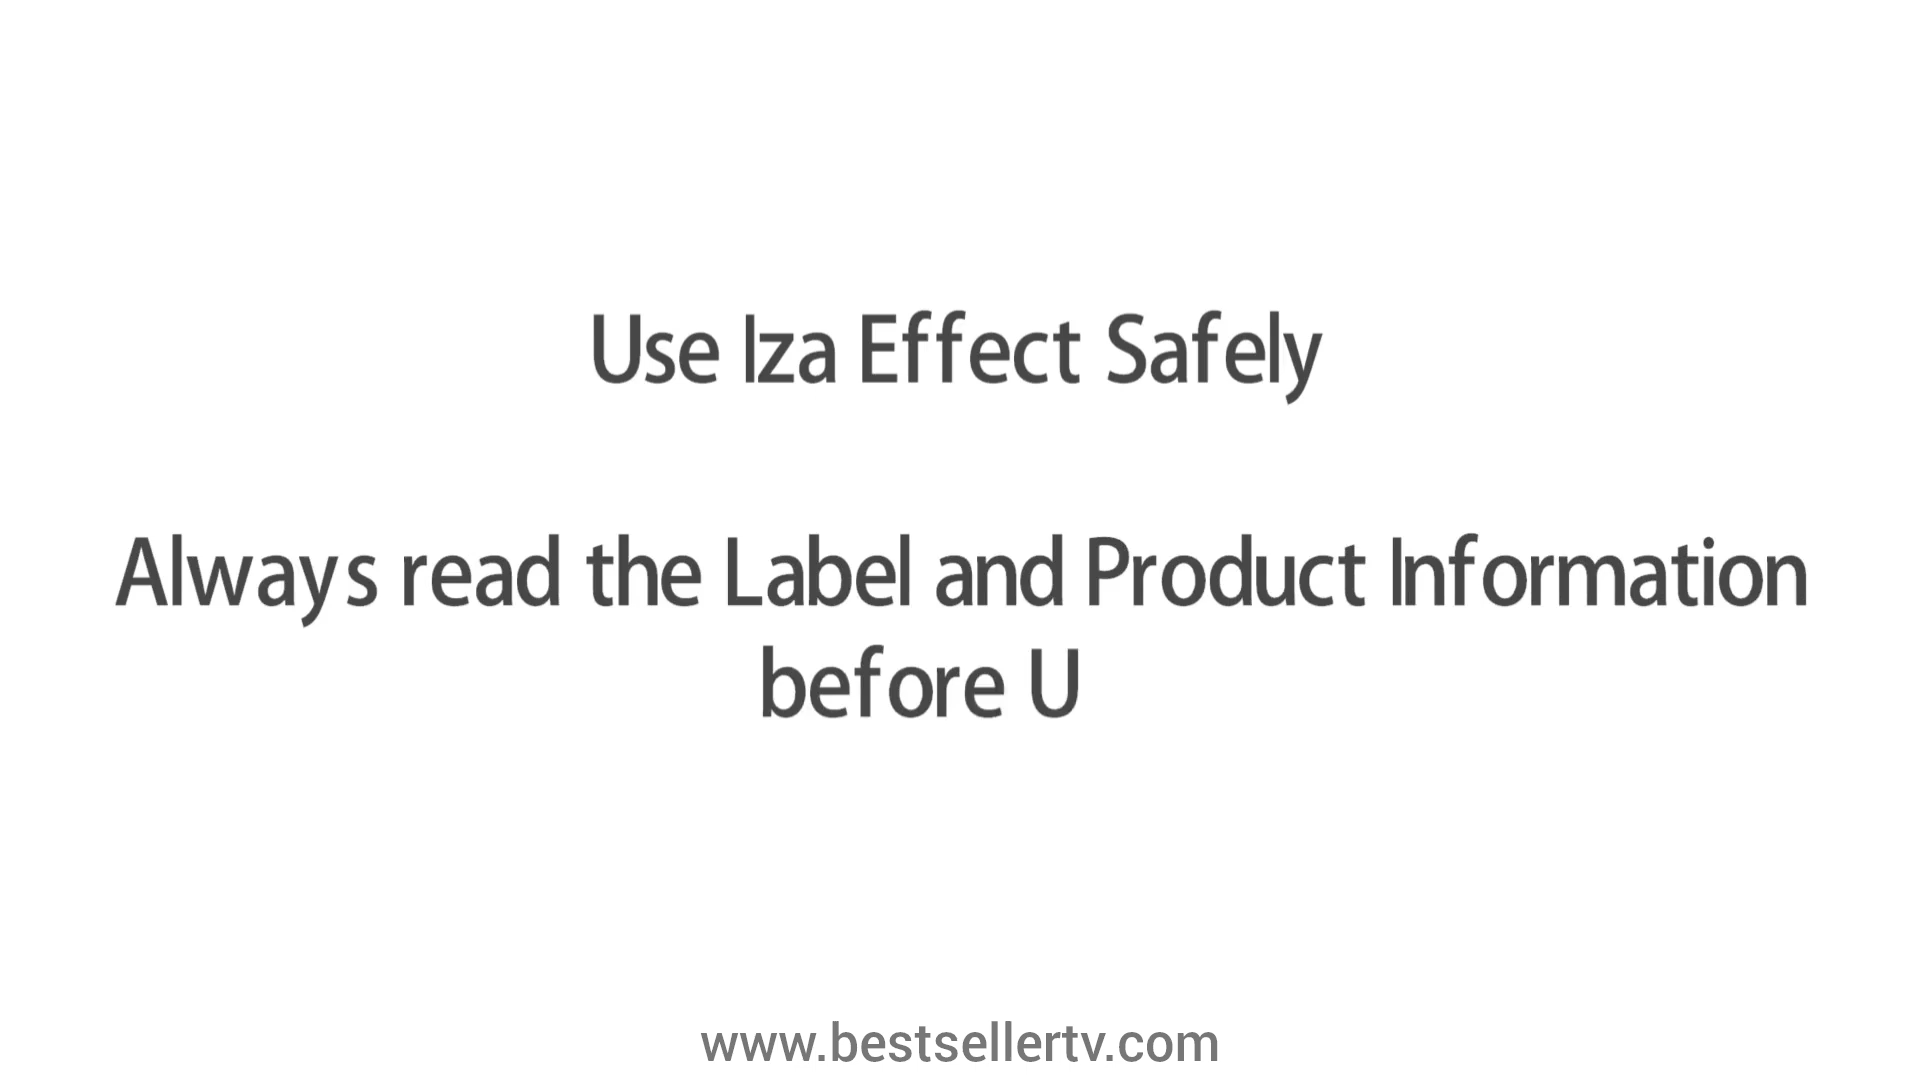 Use Iza Effect Safely
Always read the Label and Product Information
before U
www.bestsellertv.com